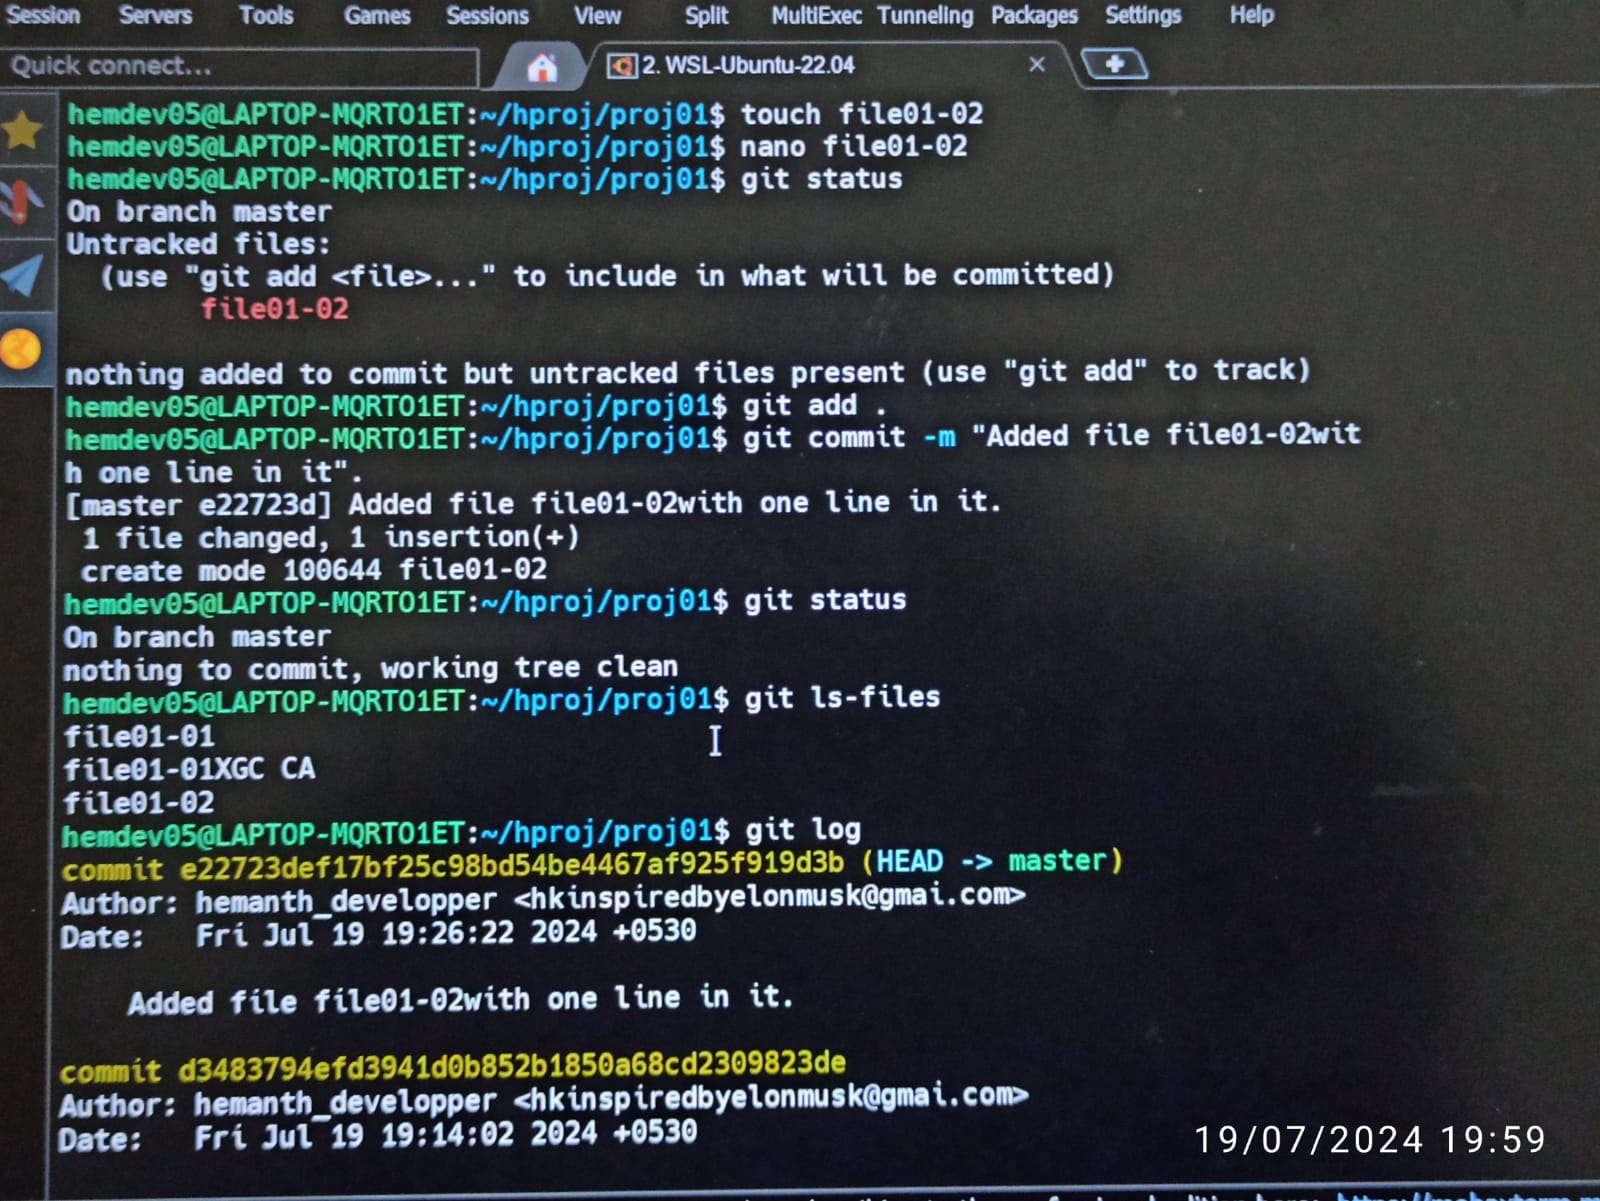 Session Servers Tools Games Sessions View Split MultiExec Tunneling Packages Settings Help
Quick connect...
2. WSL-Ubuntu-22.04
hemdev05@LAPTOP-MQRTO1ET:~/hproj/proj01$ touch file01-02
hemdev05@LAPTOP-MQRTO1ET:~/hproj/proj01$ nano file01-02
hemdev05@LAPTOP-MQRTO1ET:~/hproj/proj01$ git status
On branch master
Untracked files:
  (use "git add <file>..." to include in what will be committed)
        file01-02
nothing added to commit but untracked files present (use "git add" to track)
hemdev05@LAPTOP-MQRTO1ET:~/hproj/proj01$ git add .
hemdev05@LAPTOP-MQRTO1ET:~/hproj/proj01$ git commit -m "Added file file01-02wit
h one line in it".
[master e22723d] Added file file01-02with one line in it.
 1 file changed, 1 insertion(+)
 create mode 100644 file01-02
hemdev05@LAPTOP-MQRTO1ET:~/hproj/proj01$ git status
On branch master
nothing to commit, working tree clean
hemdev05@LAPTOP-MQRTO1ET:~/hproj/proj01$ git ls-files
file01-01
file01-01XGC CA
file01-02
hemdev05@LAPTOP-MQRTO1ET:~/hproj/proj01$ git log
commit e22723def17bf25c98bd54be4467af925f919d3b (HEAD -> master)
Author: hemanth_developper <hkinspiredbyelonmusk@gmai.com>
Date:   Fri Jul 19 19:26:22 2024 +0530
    Added file file01-02with one line in it.
commit d3483794efd3941d0b852b1850a68cd2309823de
Author: hemanth_developper <hkinspiredbyelonmusk@gmai.com>
Date:   Fri Jul 19 19:14:02 2024 +0530
19/07/2024 19:59